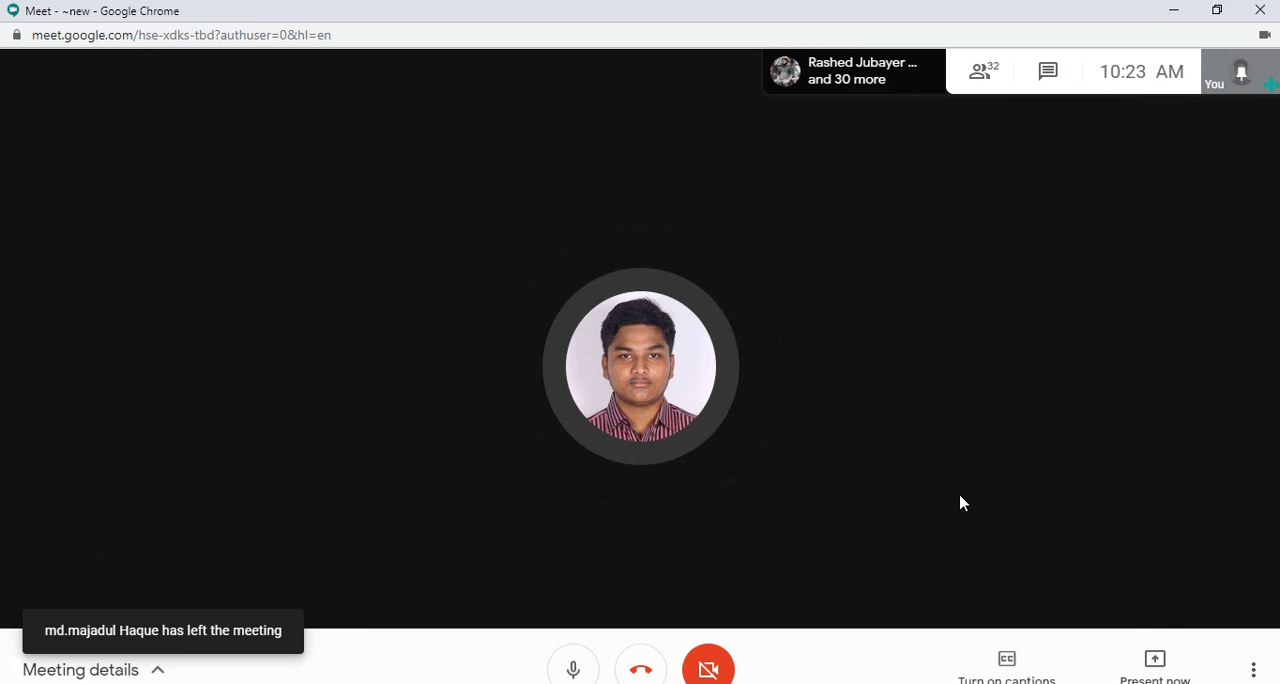 Meet - ~new - Google Chrome
meet.google.com/hse-xdks-tbd?authuser=0&hl=en
Rashed Jubayer ...
and 30 more
32
10:23 AM
You
md.majadul Haque has left the meeting
Meeting details
CC
Turn on captions
Present now